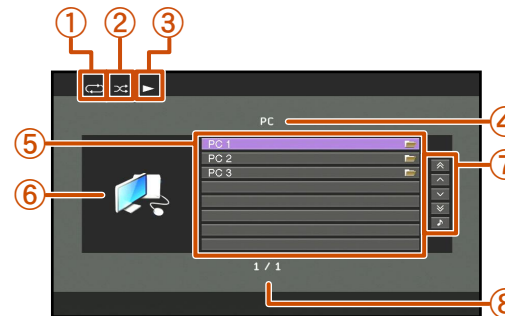 ① ② ③
PC ④
⑤ PC 1
PC 2
PC 3
⑦
⑥
1 / 1
⑧